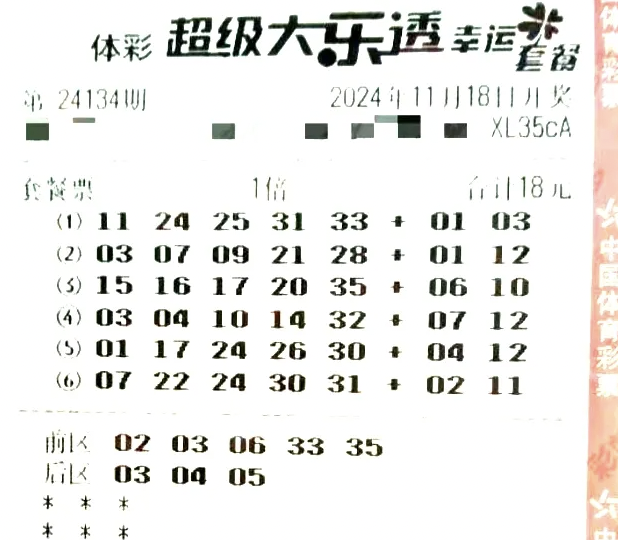 体彩 超级大乐透 幸运套餐
第 24134期 2024年11月18日开奖
XL35cA
套餐票 1倍 合计18元
(1) 11 24 25 31 33 + 01 03
(2) 03 07 09 21 28 + 01 12
(3) 15 16 17 20 35 + 06 10
(4) 03 04 10 14 32 + 07 12
(5) 01 17 24 26 30 + 04 12
(6) 07 22 24 30 31 + 02 11
前区 02 03 06 33 35
后区 03 04 05
* * *
* * *
体彩票
中国体育彩票
中